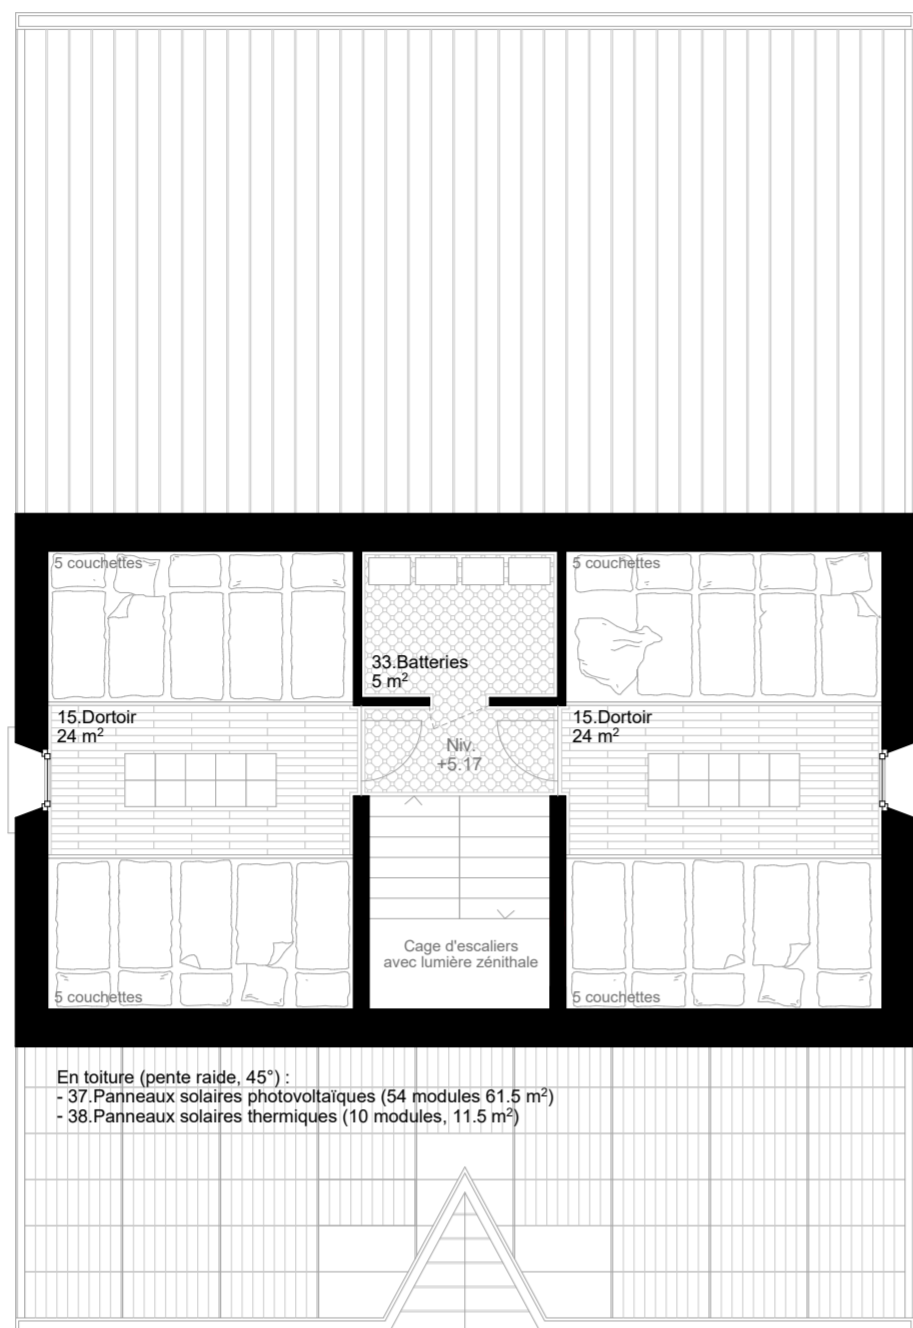 5 couchettes
5 couchettes
33.Batteries
5 m²
15.Dortoir
24 m²
15.Dortoir
24 m²
Niv.
+5.17
Cage d'escaliers
avec lumière zénithale
5 couchettes
5 couchettes
En toiture (pente raide, 45°) :
- 37.Panneaux solaires photovoltaïques (54 modules 61.5 m²)
- 38.Panneaux solaires thermiques (10 modules, 11.5 m²)